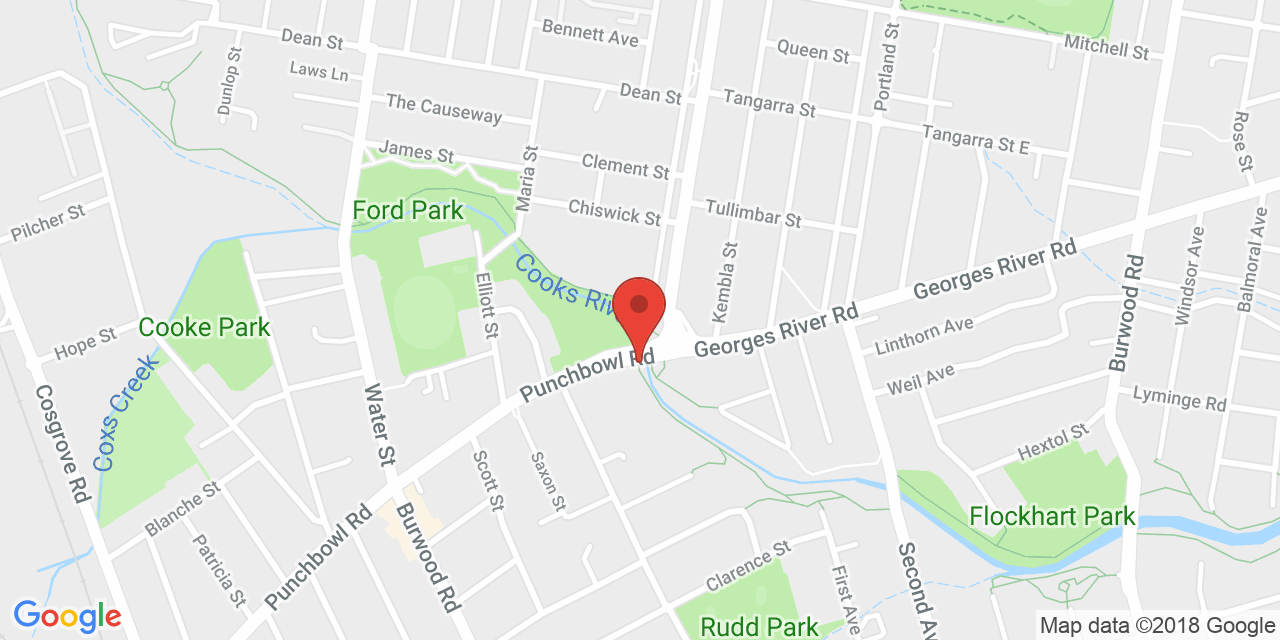 Bennett Ave
Dean St
Queen St
Mitchell St
Portland St
Laws Ln
Dunlop St
Dean St
The Causeway
Tangarra St
Tangarra St E
Rose St
James St
Clement St
Maria St
Pilcher St
Ford Park
Chiswick St
Tullimbar St
Georges River Rd
Kembla St
Windsor Ave
Balmoral Ave
Burwood Rd
Cooks Riv
Elliott St
Cooke Park
Hope St
Georges River Rd
Linthorn Ave
Punchbowl Rd
Weil Ave
Coxs Creek
Cosgrove Rd
Water St
Lyminge Rd
Hextol St
Scott St
Saxon St
Blanche St
Burwood Rd
Punchbowl Rd
Flockhart Park
Patricia St
Clarence St
First Ave
Second Av
Rudd Park
Google
Map data ©2018 Google